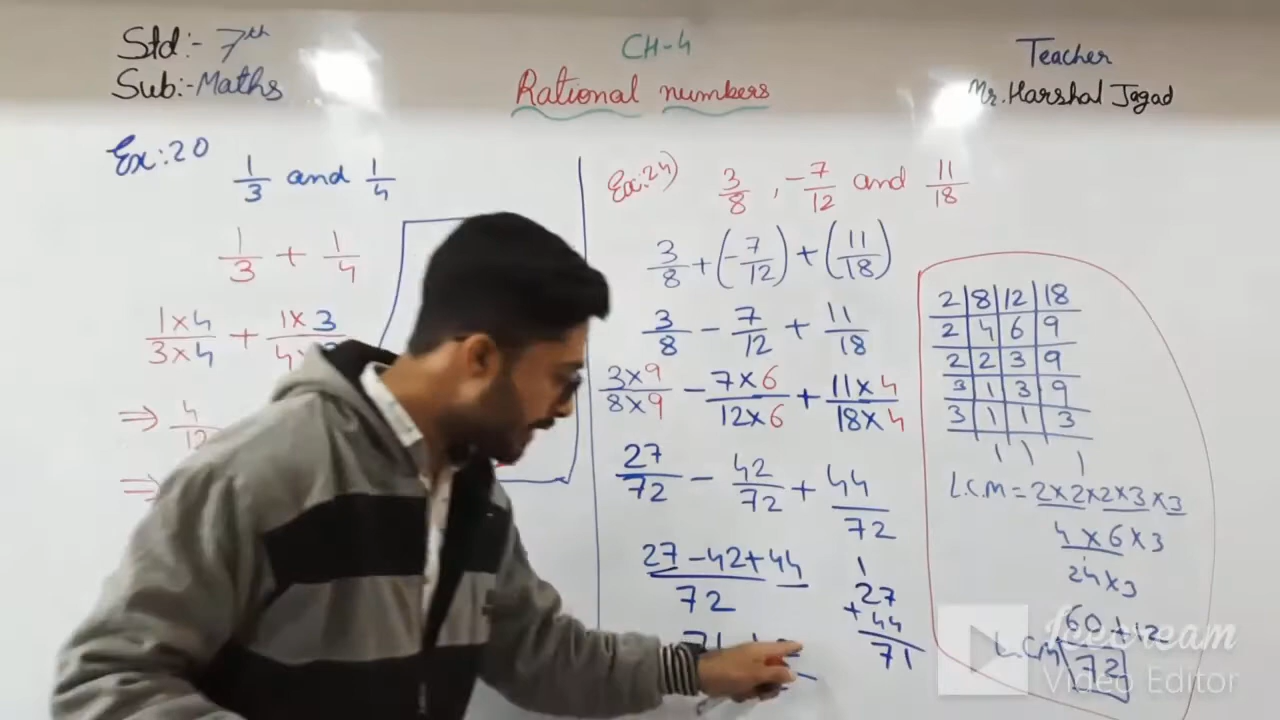 Std:- 7th
Sub:- Maths
CH-4
Rational numbers
Teacher
Mr. Harshal Jagad
Ex:20
1/3 and 1/4
1/3 + 1/4
1×4/3×4 + 1×3/4×
⇒ 4/12
⇒
Ex:24)
3/8 , -7/12 and 11/18
3/8 + (-7/12) + (11/18)
3/8 - 7/12 + 11/18
3×9/8×9 - 7×6/12×6 + 11×4/18×4
27/72 - 42/72 + 44/72
27 - 42 + 44/72
71
1
27
+ 44
71
2 8 12 18
2 4 6 9
2 2 3 9
3 1 3 9
3 1 1 3
1 1 1
L.C.M = 2×2×2×3×3
4×6×3
24×3
60+12
L.C.M 72
Icecream
Video Editor